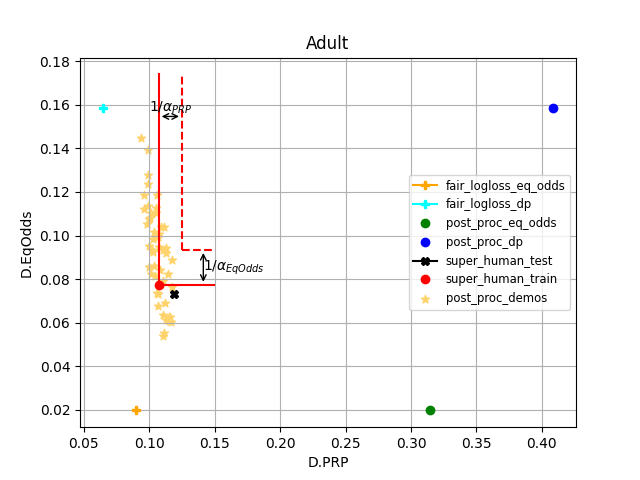 Adult
0.18
0.16
0.14
0.12
0.10
0.08
0.06
0.04
0.02
D.EqOdds
1/α_PRP
1/α_EqOdds
fair_logloss_eq_odds
fair_logloss_dp
post_proc_eq_odds
post_proc_dp
super_human_test
super_human_train
post_proc_demos
0.05 0.10 0.15 0.20 0.25 0.30 0.35 0.40
D.PRP